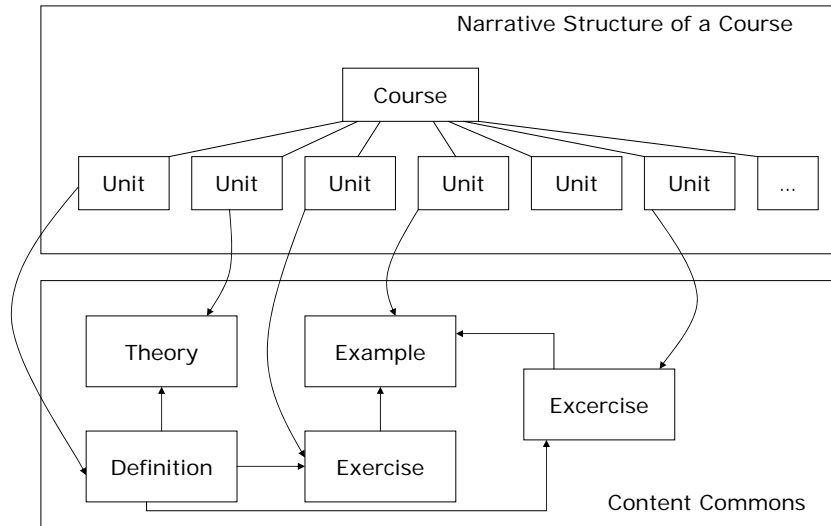 Narrative Structure of a Course
Course
Unit
Unit
Unit
Unit
Unit
Unit
...
Theory
Example
Excercise
Definition
Exercise
Content Commons